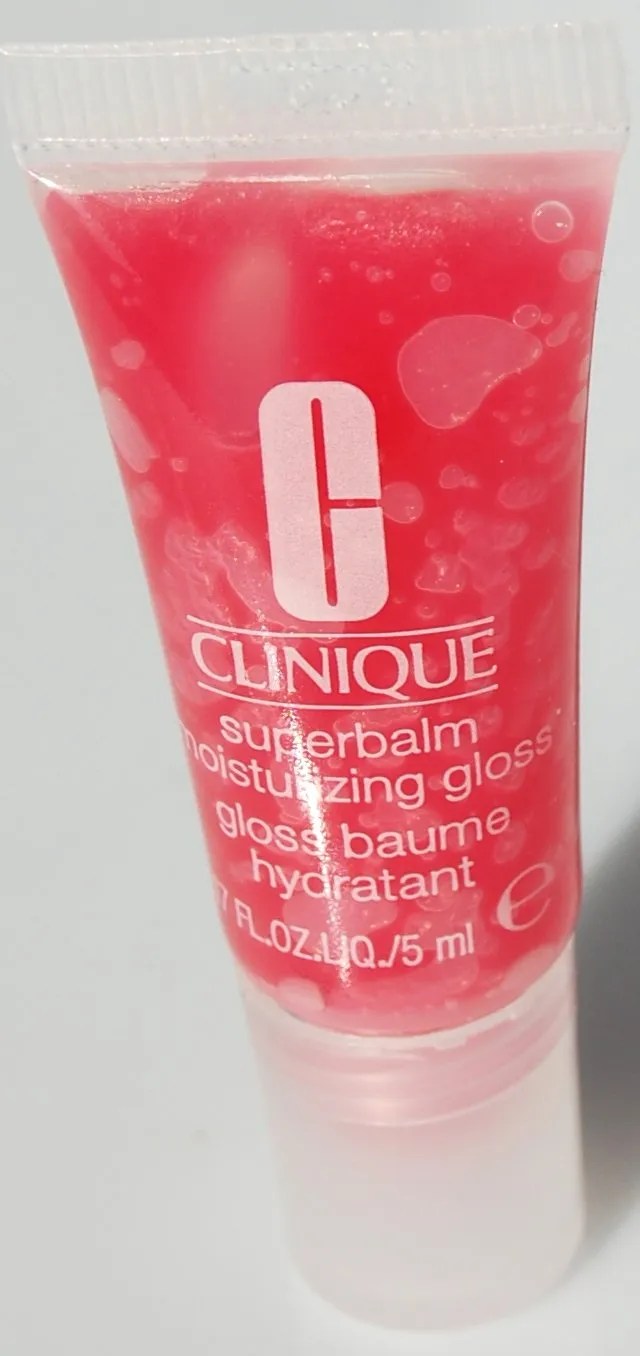 C
CLINIQUE
superbalm
moisturizing gloss
gloss baume
hydratant
7 FL.OZ.LIQ./5 ml e